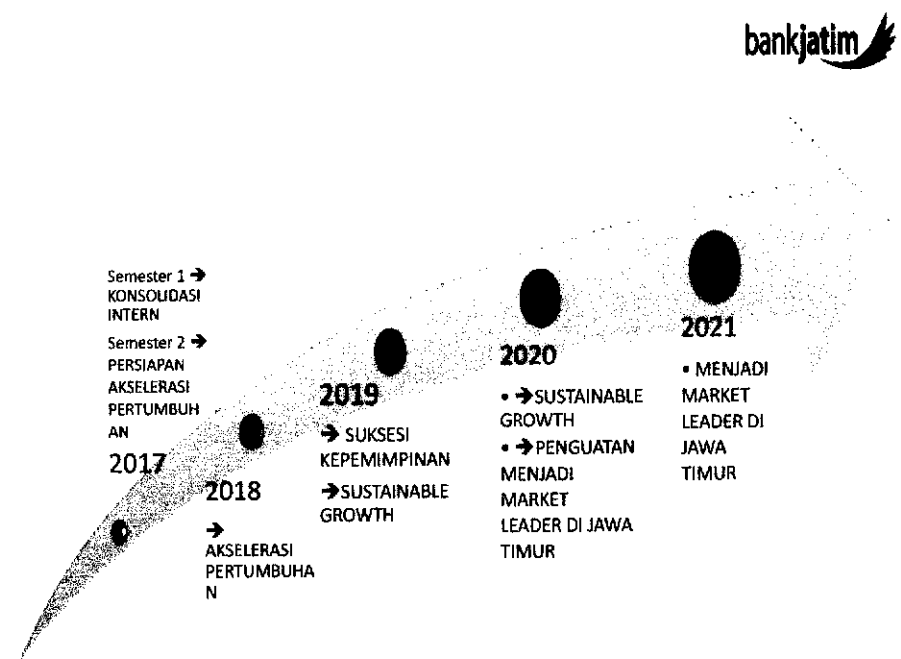 bankjatim
Semester 1 ➔
KONSOLIDASI
INTERN
Semester 2 ➔
PERSIAPAN
AKSELERASI
PERTUMBUH
AN
2017
2018
➔
AKSELERASI
PERTUMBUHA
N
2019
➔ SUKSESI
KEPEMIMPINAN
➔SUSTAINABLE
GROWTH
2020
• ➔SUSTAINABLE
GROWTH
• ➔PENGUATAN
MENJADI
MARKET
LEADER DI JAWA
TIMUR
2021
• MENJADI
MARKET
LEADER DI
JAWA
TIMUR